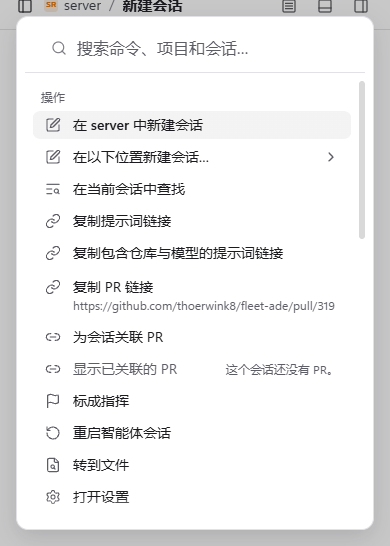 SR server / 新建会话
搜索命令、项目和会话...
操作
在 server 中新建会话
在以下位置新建会话...
在当前会话中查找
复制提示词链接
复制包含仓库与模型的提示词链接
复制 PR 链接
https://github.com/thoerwink8/fleet-ade/pull/319
为会话关联 PR
显示已关联的 PR 这个会话还没有 PR。
标成指挥
重启智能体会话
转到文件
打开设置